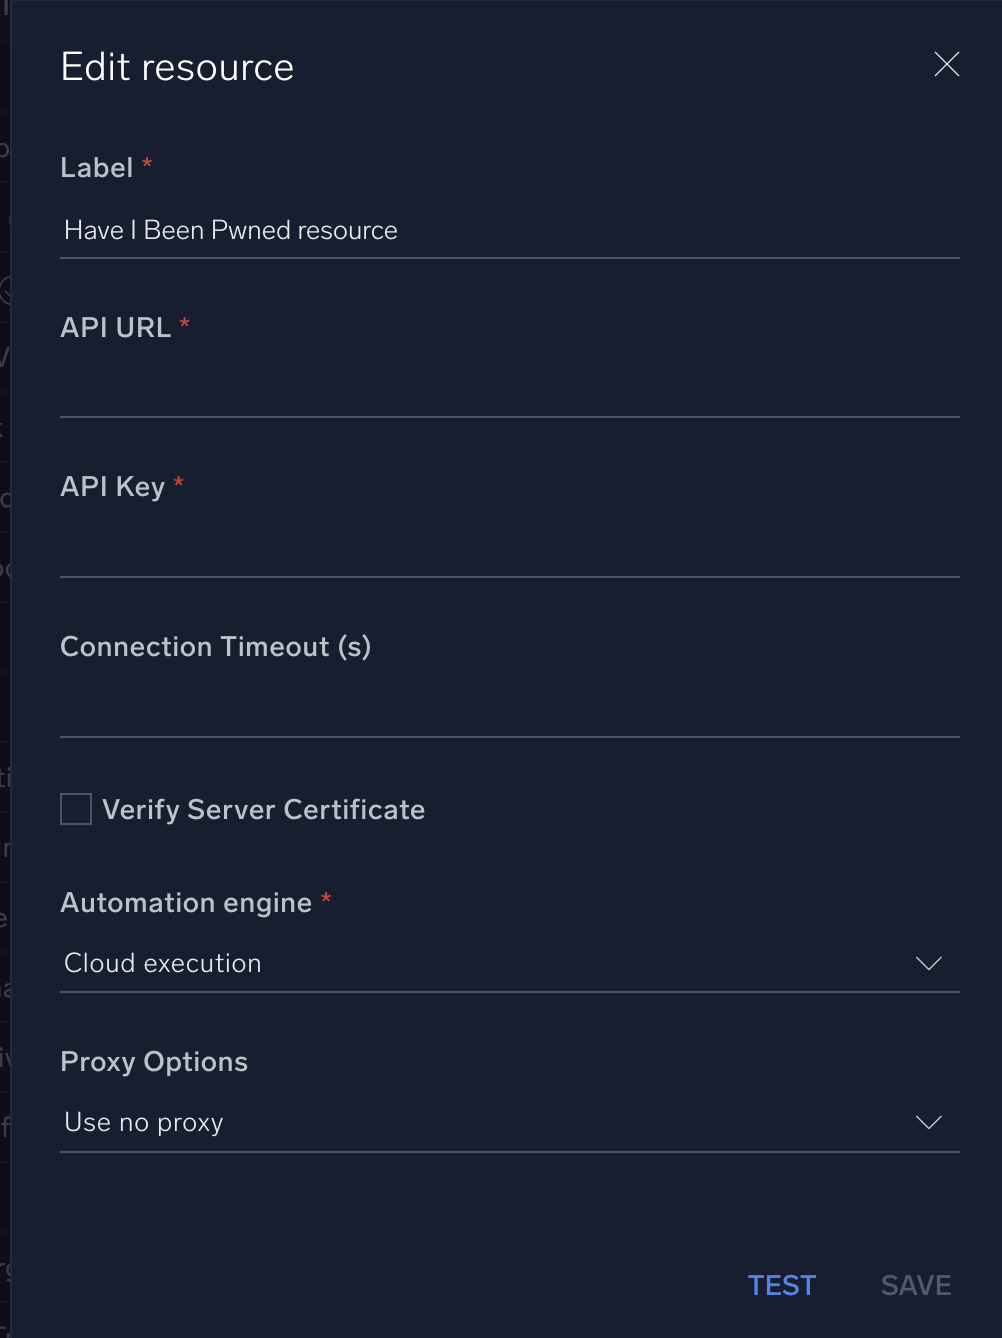 Edit resource
Label *
Have I Been Pwned resource
API URL *
API Key *
Connection Timeout (s)
Verify Server Certificate
Automation engine *
Cloud execution
Proxy Options
Use no proxy
TEST SAVE